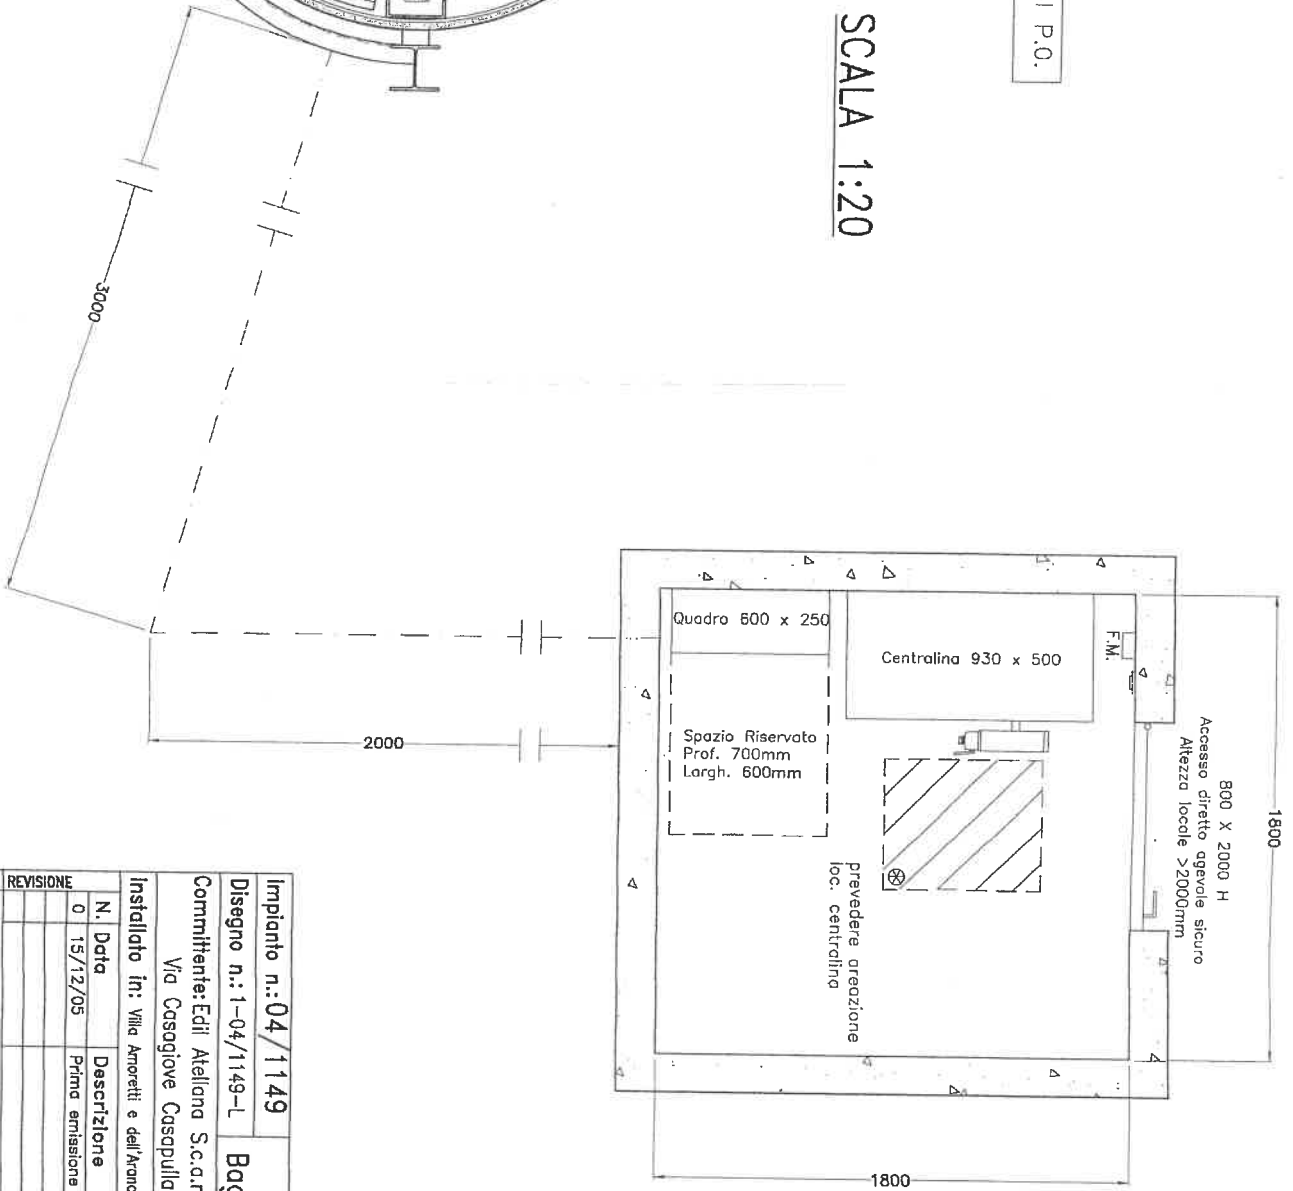 I P.O.
SCALA 1:20
3000
2000
Quadro 600 x 250
Centralina 930 x 500
F.M.
Spazio Riservato
Prof. 700mm
Largh. 600mm
800 X 2000 H
Accesso diretto agevole sicuro
Altezza locale >2000mm
1800
prevedere areazione
loc. centralina
1800
Impianto n.: 04/1149
Disegno n.: 1-04/1149-L
Committente: Edil Atellana S.c.a.r
Via Casagiove Casapulla
Installato in: Villa Amoretti e dell'Aranc
REVISIONE
N. Data Descrizione
0 15/12/05 Prima emissione